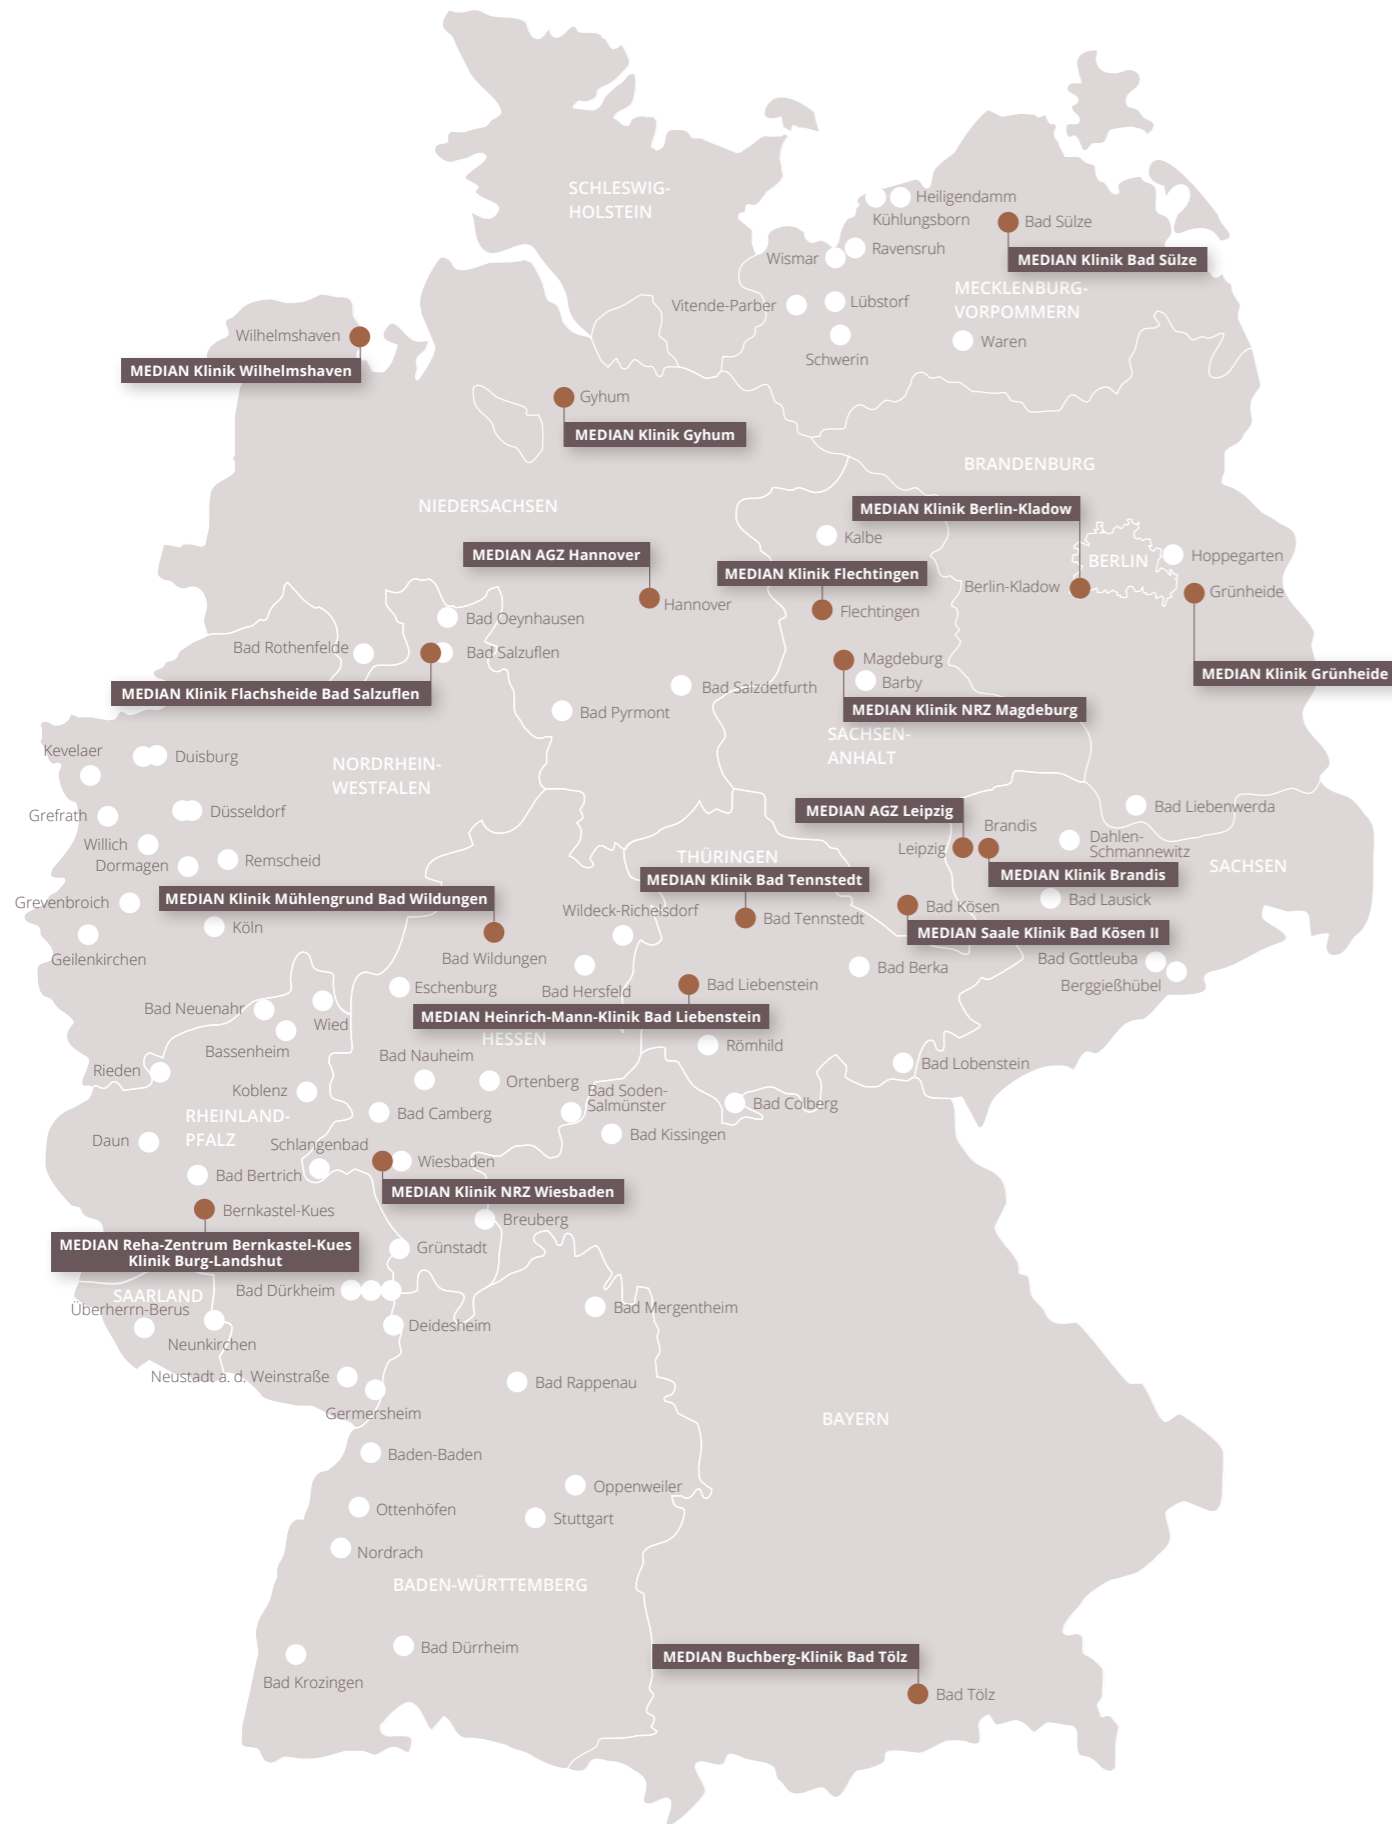 SCHLESWIG-
HOLSTEIN
Heiligendamm
Kühlungsborn
Bad Sülze
Ravensruh
Wismar
MEDIAN Klinik Bad Sülze
MECKLENBURG-
VORPOMMERN
Vitende-Parber
Lübstorf
Wilhelmshaven
Waren
Schwerin
MEDIAN Klinik Wilhelmshaven
Gyhum
MEDIAN Klinik Gyhum
BRANDENBURG
NIEDERSACHSEN
MEDIAN Klinik Berlin-Kladow
Kalbe
MEDIAN AGZ Hannover
Hoppegarten
BERLIN
MEDIAN Klinik Flechtingen
Berlin-Kladow
Grünheide
Hannover
Flechtingen
Bad Oeynhausen
Bad Rothenfelde
Bad Salzuflen
Magdeburg
MEDIAN Klinik Grünheide
Barby
Bad Salzdetfurth
MEDIAN Klinik Flachsheide Bad Salzuflen
Bad Pyrmont
MEDIAN Klinik NRZ Magdeburg
SACHSEN-
ANHALT
Kevelaer
Duisburg
NORDRHEIN-
WESTFALEN
Bad Liebenwerda
MEDIAN AGZ Leipzig
Düsseldorf
Grefrath
Brandis
Dahlen-
Schmannewitz
Willich
Leipzig
THÜRINGEN
Remscheid
Dormagen
SACHSEN
MEDIAN Klinik Brandis
MEDIAN Klinik Bad Tennstedt
MEDIAN Klinik Mühlengrund Bad Wildungen
Bad Lausick
Grevenbroich
Bad Kösen
Wildeck-Richelsdorf
Bad Tennstedt
Köln
MEDIAN Saale Klinik Bad Kösen II
Geilenkirchen
Bad Wildungen
Bad Gottleuba
Bad Berka
Bad Liebenstein
Berggießhübel
Eschenburg
Bad Hersfeld
Bad Neuenahr
MEDIAN Heinrich-Mann-Klinik Bad Liebenstein
Wied
HESSEN
Römhild
Bassenheim
Bad Nauheim
Bad Lobenstein
Rieden
Ortenberg
Koblenz
Bad Soden-
Salmünster
Bad Colberg
Bad Camberg
RHEINLAND-
PFALZ
Bad Kissingen
Daun
Schlangenbad
Wiesbaden
Bad Bertrich
MEDIAN Klinik NRZ Wiesbaden
Bernkastel-Kues
Breuberg
MEDIAN Reha-Zentrum Bernkastel-Kues
Klinik Burg-Landshut
Grünstadt
Bad Dürkheim
SAARLAND
Überherrn-Berus
Bad Mergentheim
Deidesheim
Neunkirchen
Neustadt a. d. Weinstraße
Bad Rappenau
Germersheim
BAYERN
Baden-Baden
Oppenweiler
Ottenhöfen
Stuttgart
Nordrach
BADEN-WÜRTTEMBERG
Bad Dürrheim
MEDIAN Buchberg-Klinik Bad Tölz
Bad Krozingen
Bad Tölz